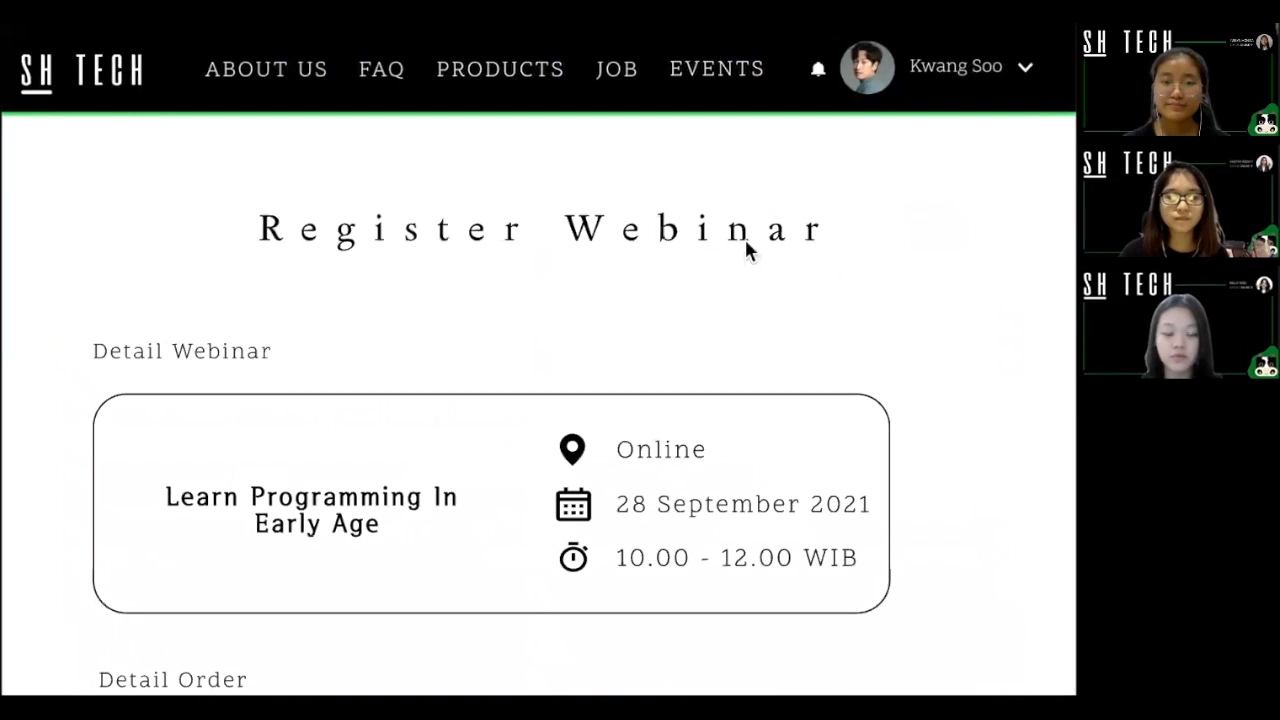 SH TECH
ABOUT US
FAQ
PRODUCTS
JOB
EVENTS
Kwang Soo
Register Webinar
Detail Webinar
Learn Programming In
Early Age
Online
28 September 2021
10.00 - 12.00 WIB
Detail Order
SH TECH
SH TECH
SH TECH